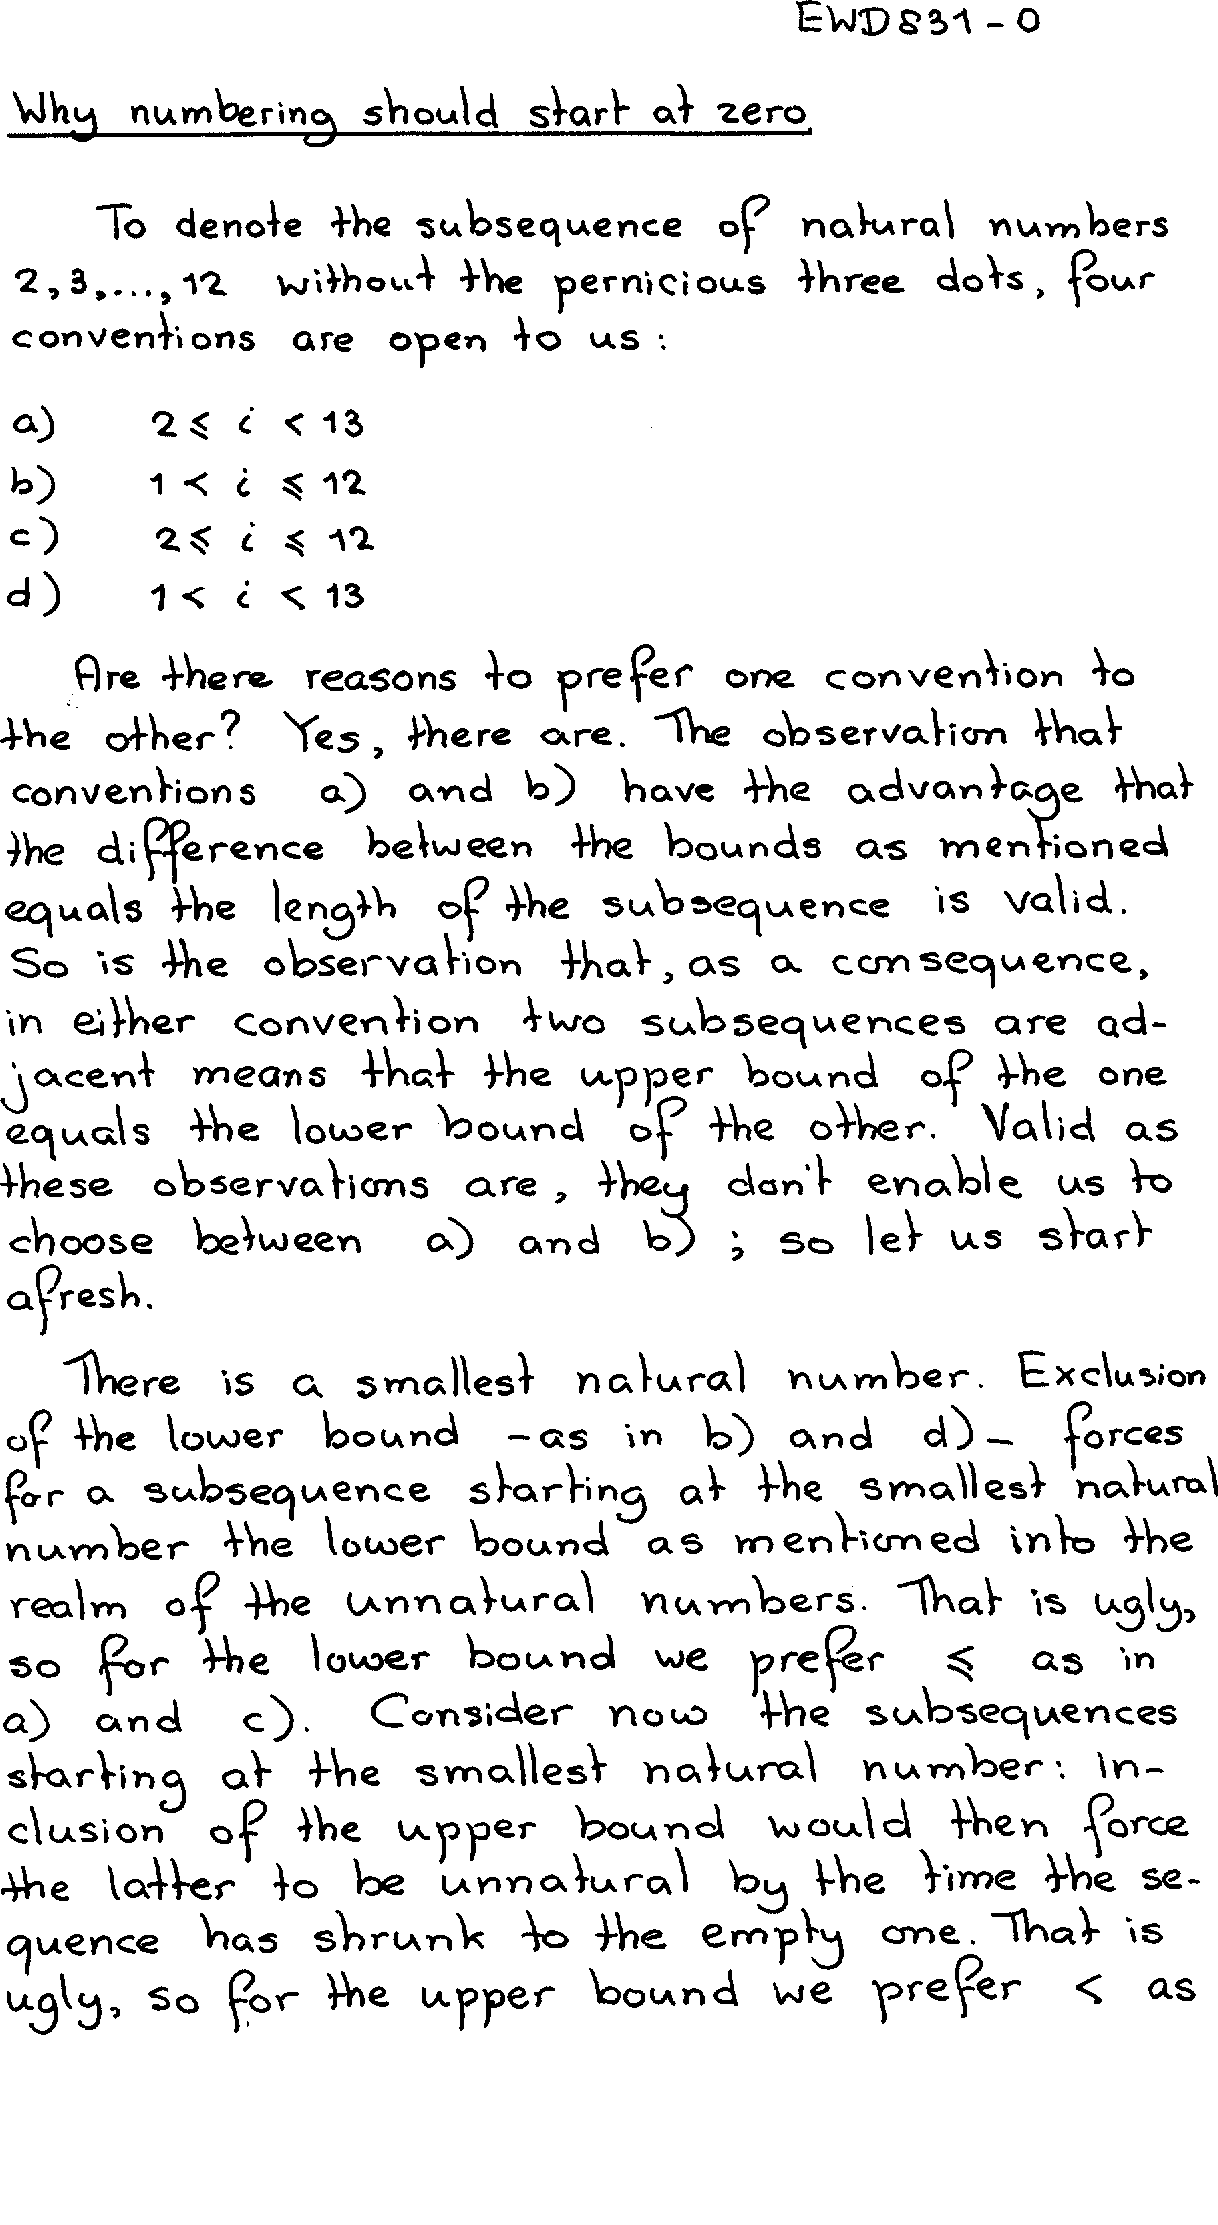 EWD831-0
Why numbering should start at zero
To denote the subsequence of natural numbers
2, 3, ..., 12 without the pernicious three dots, four
conventions are open to us:
a) 2 ≤ i < 13
b) 1 < i ≤ 12
c) 2 ≤ i ≤ 12
d) 1 < i < 13
Are there reasons to prefer one convention to
the other? Yes, there are. The observation that
conventions a) and b) have the advantage that
the difference between the bounds as mentioned
equals the length of the subsequence is valid.
So is the observation that, as a consequence,
in either convention two subsequences are ad-
jacent means that the upper bound of the one
equals the lower bound of the other. Valid as
these observations are, they don't enable us to
choose between a) and b); so let us start
afresh.
There is a smallest natural number. Exclusion
of the lower bound -as in b) and d)- forces
for a subsequence starting at the smallest natural
number the lower bound as mentioned into the
realm of the unnatural numbers. That is ugly,
so for the lower bound we prefer ≤ as in
a) and c). Consider now the subsequences
starting at the smallest natural number: in-
clusion of the upper bound would then force
the latter to be unnatural by the time the se-
quence has shrunk to the empty one. That is
ugly, so for the upper bound we prefer < as